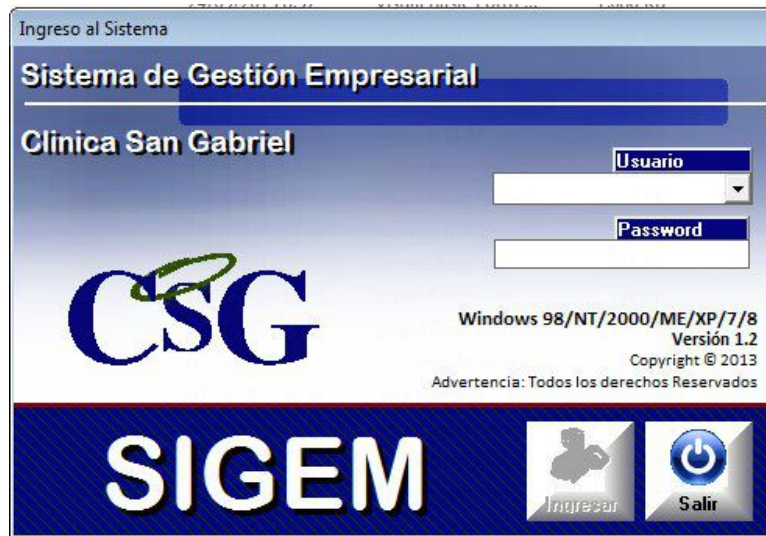 Ingreso al Sistema
Sistema de Gestión Empresarial
Clinica San Gabriel
Usuario
Password
CSG
Windows 98/NT/2000/ME/XP/7/8
Versión 1.2
Copyright © 2013
Advertencia: Todos los derechos Reservados
SIGEM
Ingresar
Salir